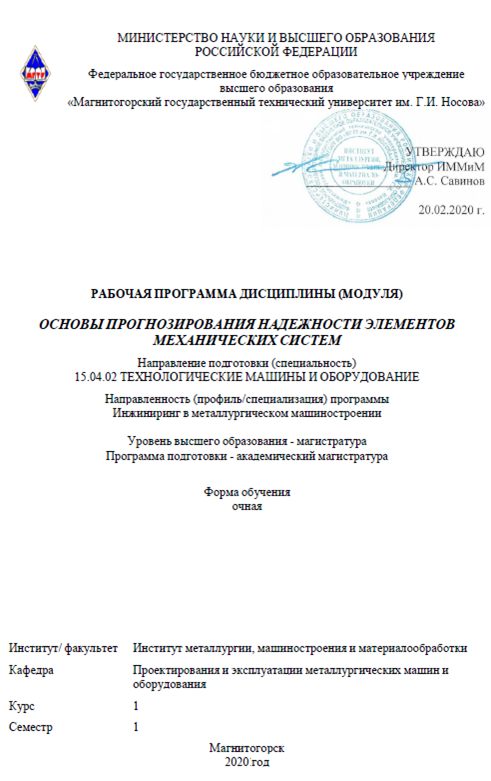 МИНИСТЕРСТВО НАУКИ И ВЫСШЕГО ОБРАЗОВАНИЯ
РОССИЙСКОЙ ФЕДЕРАЦИИ
Федеральное государственное бюджетное образовательное учреждение
высшего образования
«Магнитогорский государственный технический университет им. Г.И. Носова»
УТВЕРЖДАЮ
Директор ИММиМ
А.С. Савинов
20.02.2020 г.
РАБОЧАЯ ПРОГРАММА ДИСЦИПЛИНЫ (МОДУЛЯ)
ОСНОВЫ ПРОГНОЗИРОВАНИЯ НАДЕЖНОСТИ ЭЛЕМЕНТОВ
МЕХАНИЧЕСКИХ СИСТЕМ
Направление подготовки (специальность)
15.04.02 ТЕХНОЛОГИЧЕСКИЕ МАШИНЫ И ОБОРУДОВАНИЕ
Направленность (профиль/специализация) программы
Инжиниринг в металлургическом машиностроении
Уровень высшего образования - магистратура
Программа подготовки - академический магистратура
Форма обучения
очная
Институт/ факультет Институт металлургии, машиностроения и материалообработки
Кафедра Проектирования и эксплуатации металлургических машин и
оборудования
Курс 1
Семестр 1
Магнитогорск
2020 год